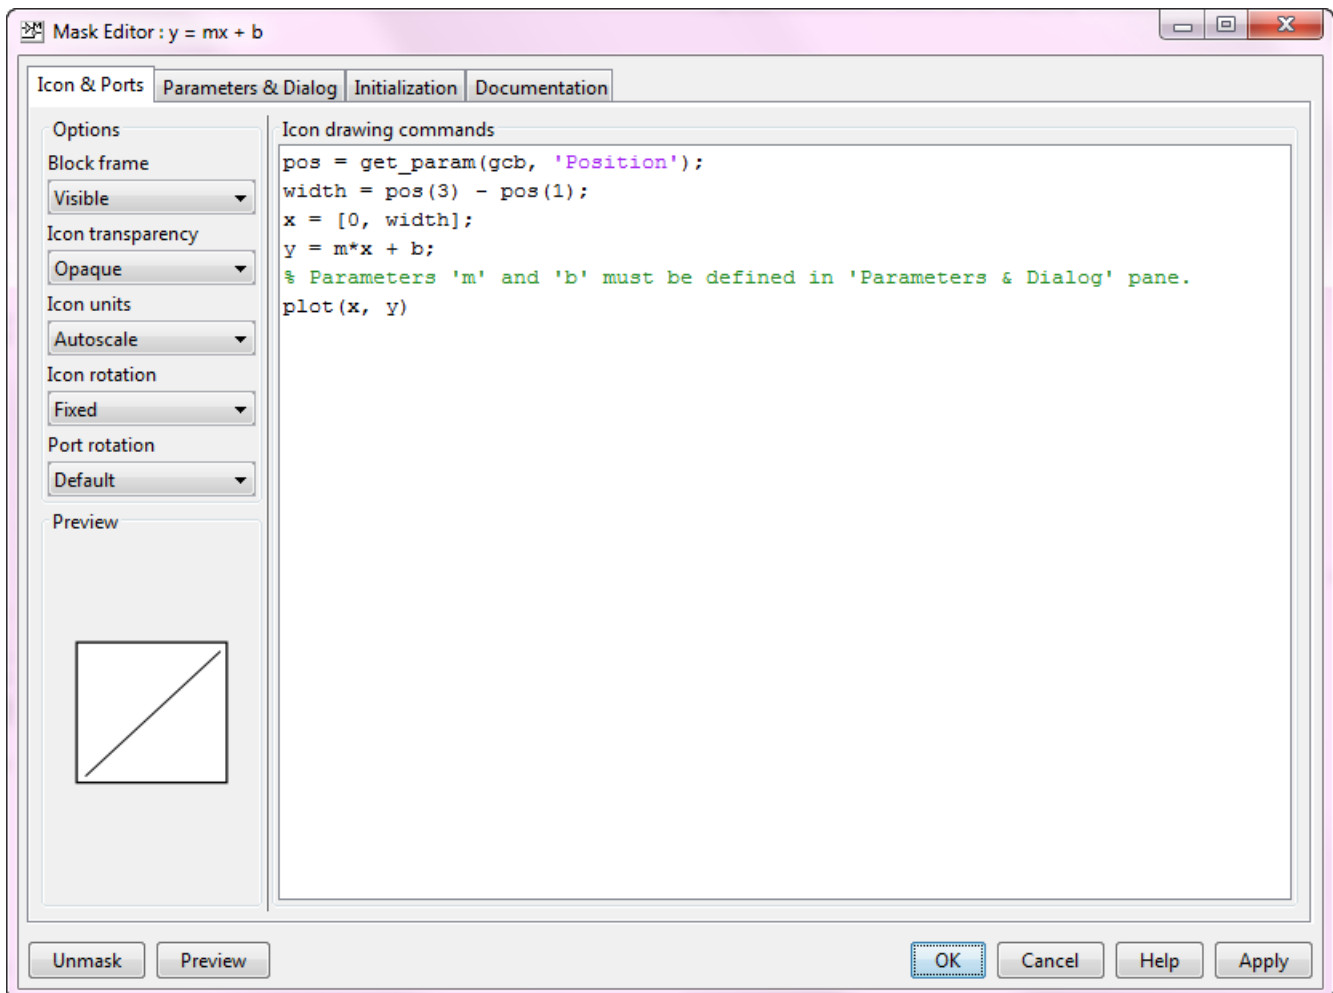 Mask Editor : y = mx + b
Icon & Ports Parameters & Dialog Initialization Documentation
Options
Block frame
Visible
Icon transparency
Opaque
Icon units
Autoscale
Icon rotation
Fixed
Port rotation
Default
Preview
Icon drawing commands
pos = get_param(gcb, 'Position');
width = pos(3) - pos(1);
x = [0, width];
y = m*x + b;
% Parameters 'm' and 'b' must be defined in 'Parameters & Dialog' pane.
plot(x, y)
Unmask Preview OK Cancel Help Apply